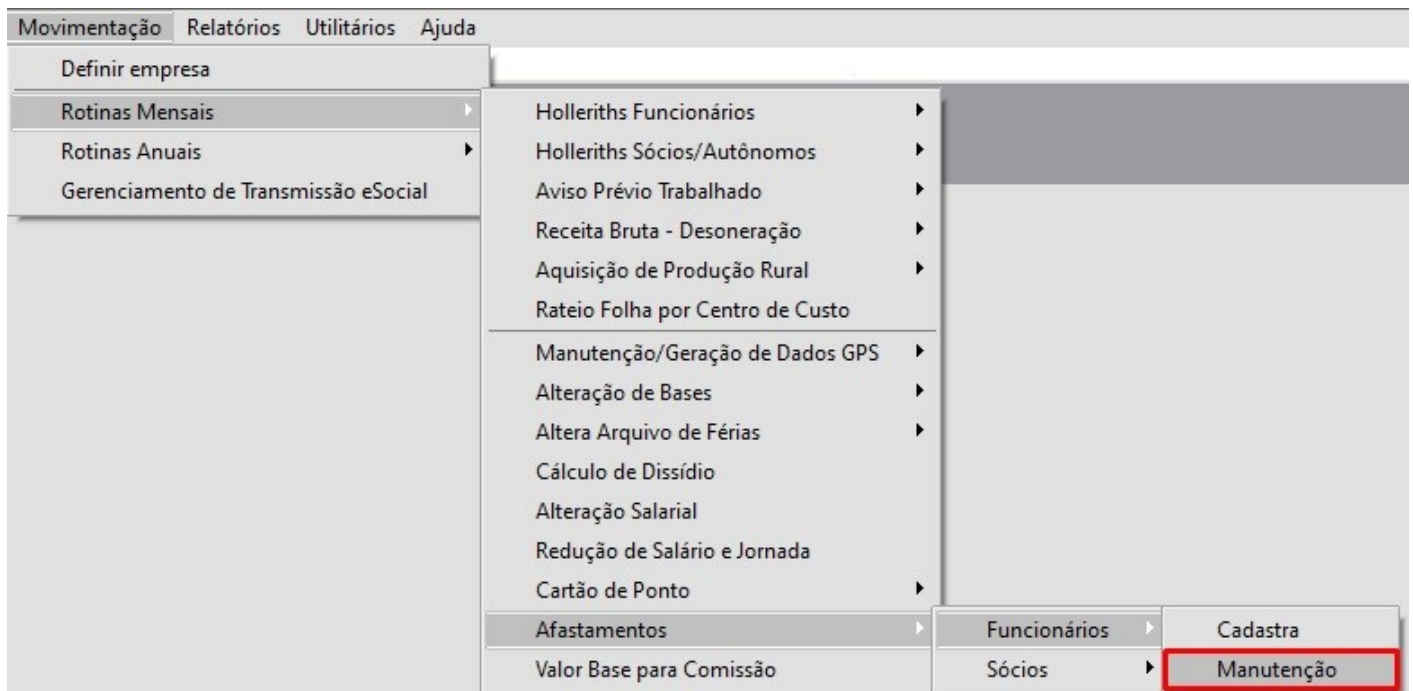 Movimentação Relatórios Utilitários Ajuda
Definir empresa
Rotinas Mensais
Rotinas Anuais
Gerenciamento de Transmissão eSocial
Holleriths Funcionários
Holleriths Sócios/Autônomos
Aviso Prévio Trabalhado
Receita Bruta - Desoneração
Aquisição de Produção Rural
Rateio Folha por Centro de Custo
Manutenção/Geração de Dados GPS
Alteração de Bases
Altera Arquivo de Férias
Cálculo de Dissídio
Alteração Salarial
Redução de Salário e Jornada
Cartão de Ponto
Afastamentos
Valor Base para Comissão
Funcionários
Sócios
Cadastra
Manutenção